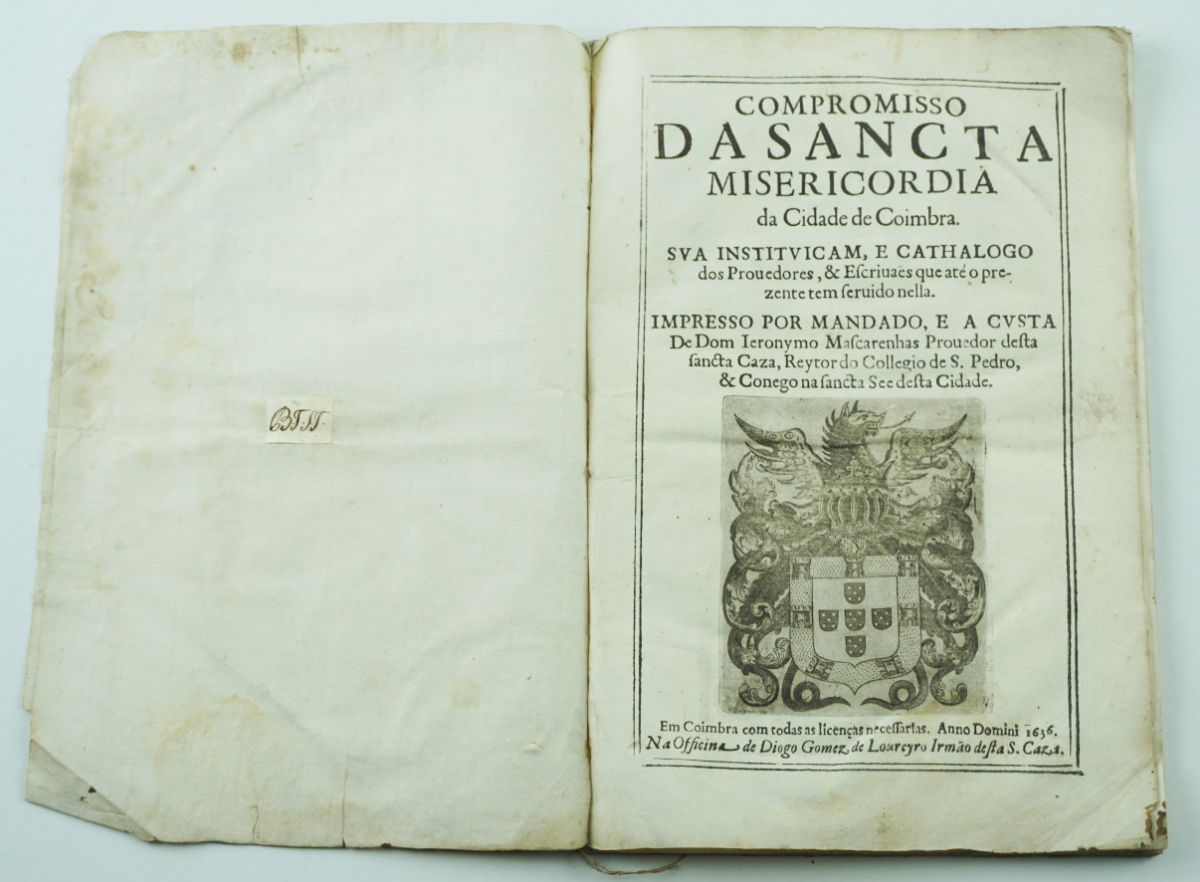 COMPROMISSO
DA SANCTA
MISERICORDIA
da Cidade de Coimbra.
SVA INSTITVICAM, E CATHALOGO
dos Prouedores, & Eſcriuaẽs que até o pre-
zente tem ſeruido nella.
IMPRESSO POR MANDADO, E A CVSTA
De Dom Ieronymo Maſcarenhas Prouedor deſta
ſancta Caza, Reytor do Collegio de S. Pedro,
& Conego na ſancta See deſta Cidade.
Em Coimbra com todas as licenças neceſſarias. Anno Domini 1636.
Na Officina de Diogo Gomez de Loureyro Irmão deſta S. Caza.